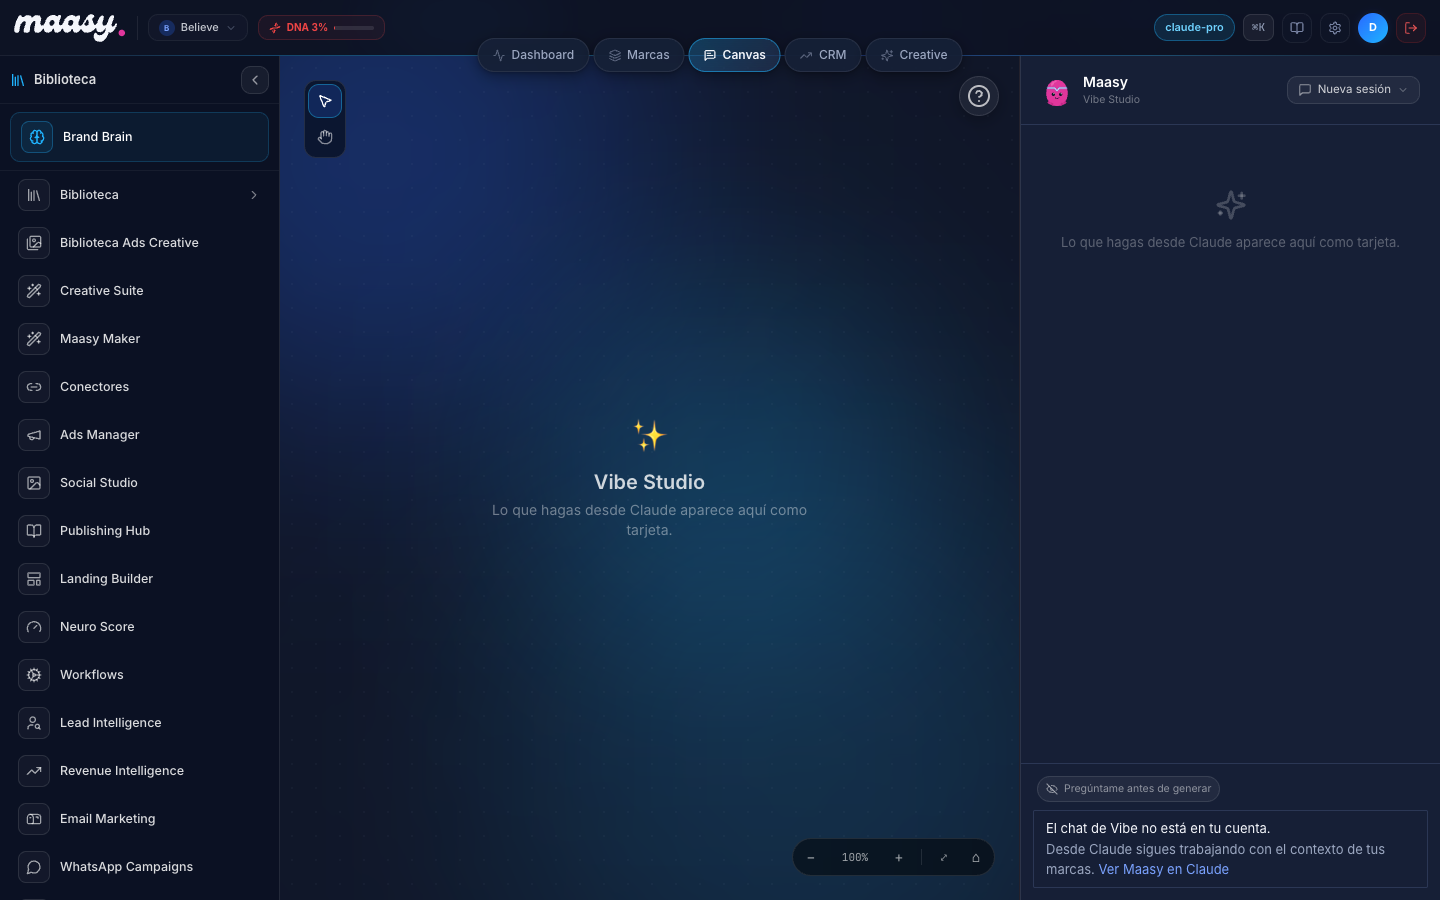 maasy.
B Believe
DNA 3%
Dashboard
Marcas
Canvas
CRM
Creative
claude-pro
⌘K
D
Biblioteca
Brand Brain
Biblioteca
Biblioteca Ads Creative
Creative Suite
Maasy Maker
Conectores
Ads Manager
Social Studio
Publishing Hub
Landing Builder
Neuro Score
Workflows
Lead Intelligence
Revenue Intelligence
Email Marketing
WhatsApp Campaigns
Vibe Studio
Lo que hagas desde Claude aparece aquí como
tarjeta.
− 100% +
Maasy
Vibe Studio
Nueva sesión
Lo que hagas desde Claude aparece aquí como tarjeta.
Pregúntame antes de generar
El chat de Vibe no está en tu cuenta.
Desde Claude sigues trabajando con el contexto de tus
marcas. Ver Maasy en Claude